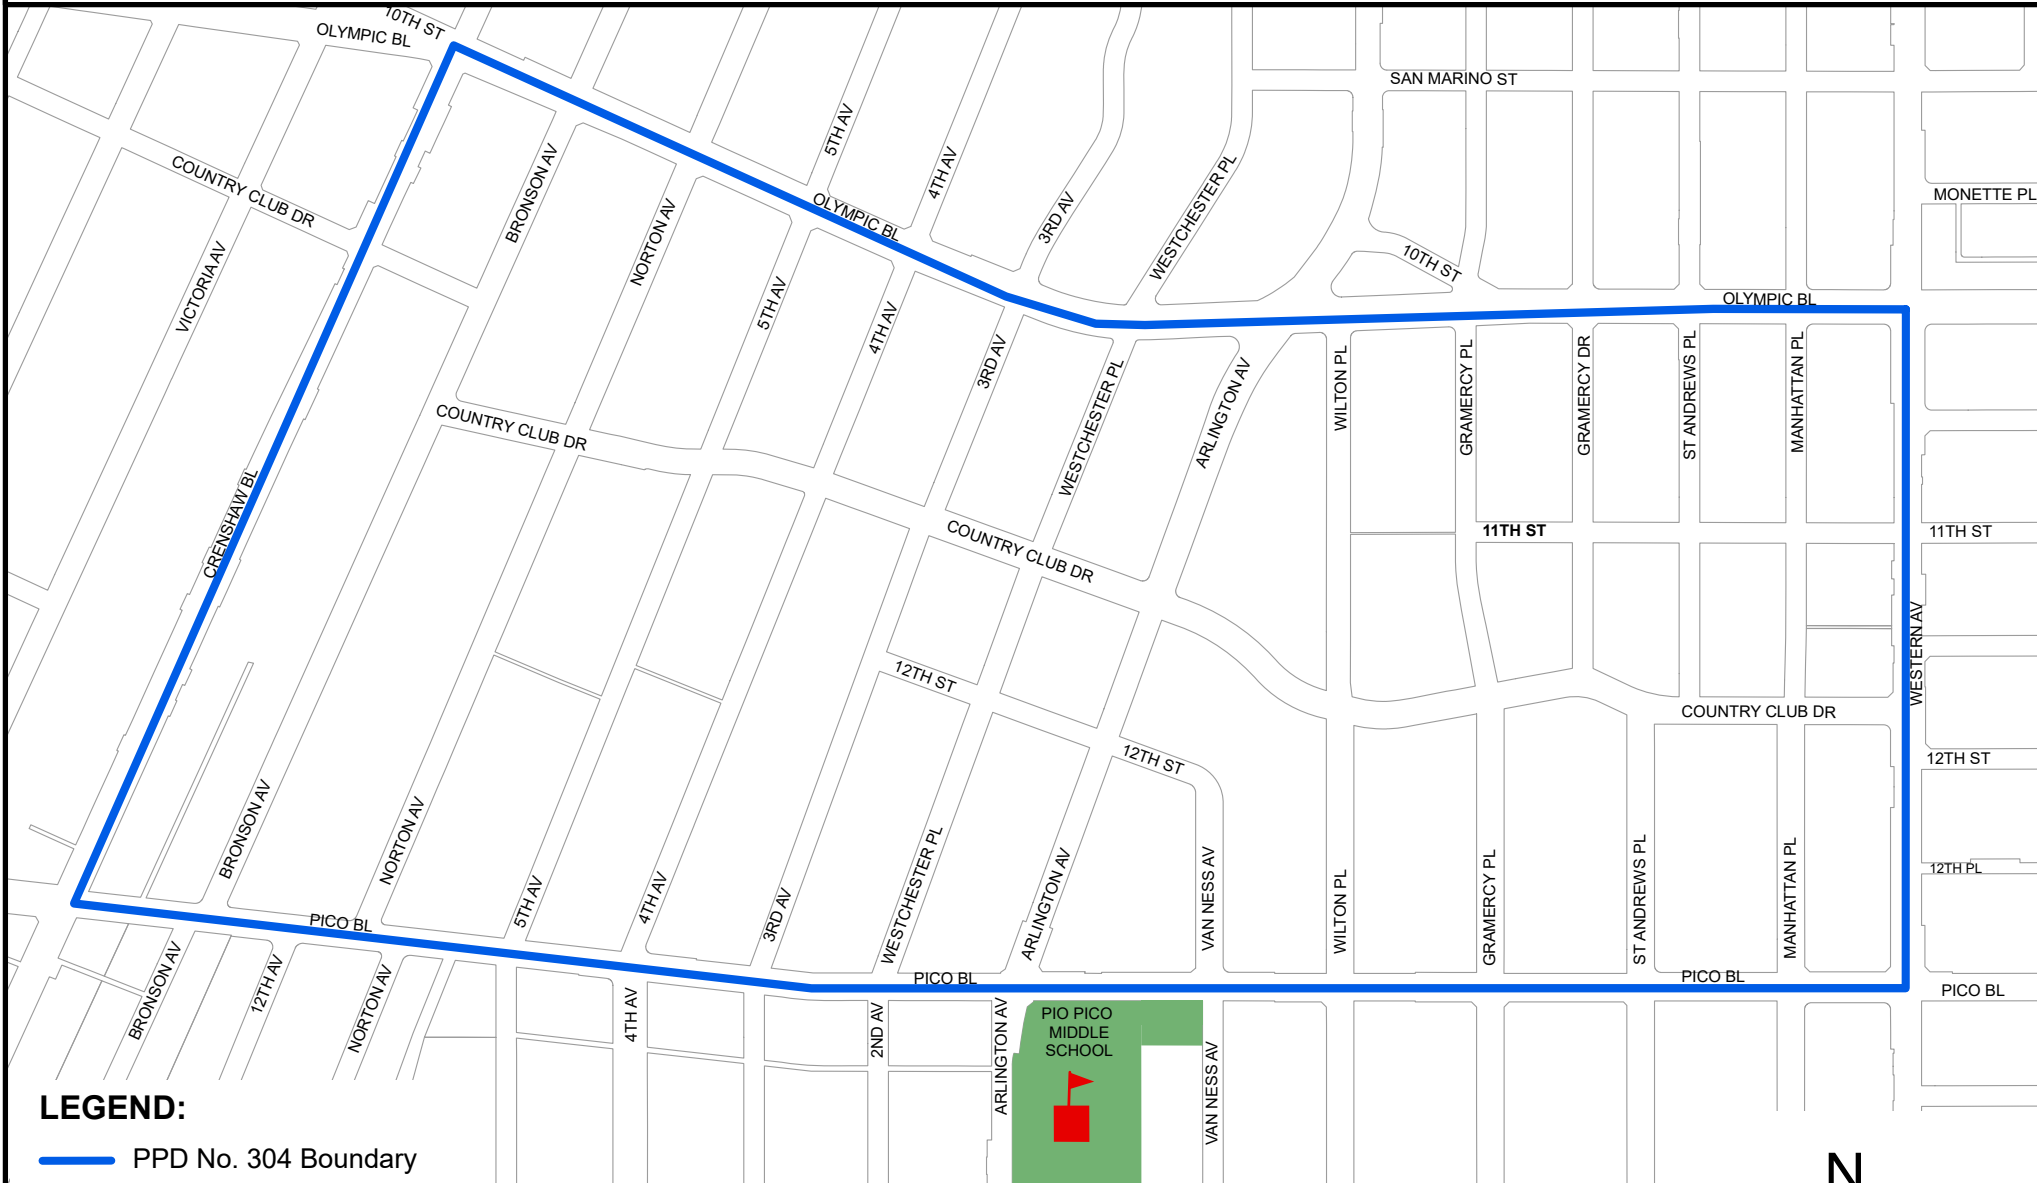 10TH ST
OLYMPIC BL
SAN MARINO ST
5TH AV
4TH AV
BRONSON AV
COUNTRY CLUB DR
WESTCHESTER PL
MONETTE PL
OLYMPIC BL
3RD AV
NORTON AV
VICTORIA AV
10TH ST
5TH AV
4TH AV
OLYMPIC BL
3RD AV
WESTCHESTER PL
ARLINGTON AV
WILTON PL
GRAMERCY PL
GRAMERCY DR
ST ANDREWS PL
MANHATTAN PL
COUNTRY CLUB DR
CRENSHAW BL
11TH ST
11TH ST
COUNTRY CLUB DR
WESTERN AV
12TH ST
COUNTRY CLUB DR
12TH ST
12TH ST
BRONSON AV
NORTON AV
5TH AV
4TH AV
3RD AV
WESTCHESTER PL
ARLINGTON AV
VAN NESS AV
WILTON PL
GRAMERCY PL
ST ANDREWS PL
MANHATTAN PL
12TH PL
PICO BL
PICO BL
PICO BL
PICO BL
BRONSON AV
12TH AV
NORTON AV
4TH AV
2ND AV
ARLINGTON AV
PIO PICO
MIDDLE
SCHOOL
VAN NESS AV
LEGEND:
PPD No. 304 Boundary
N